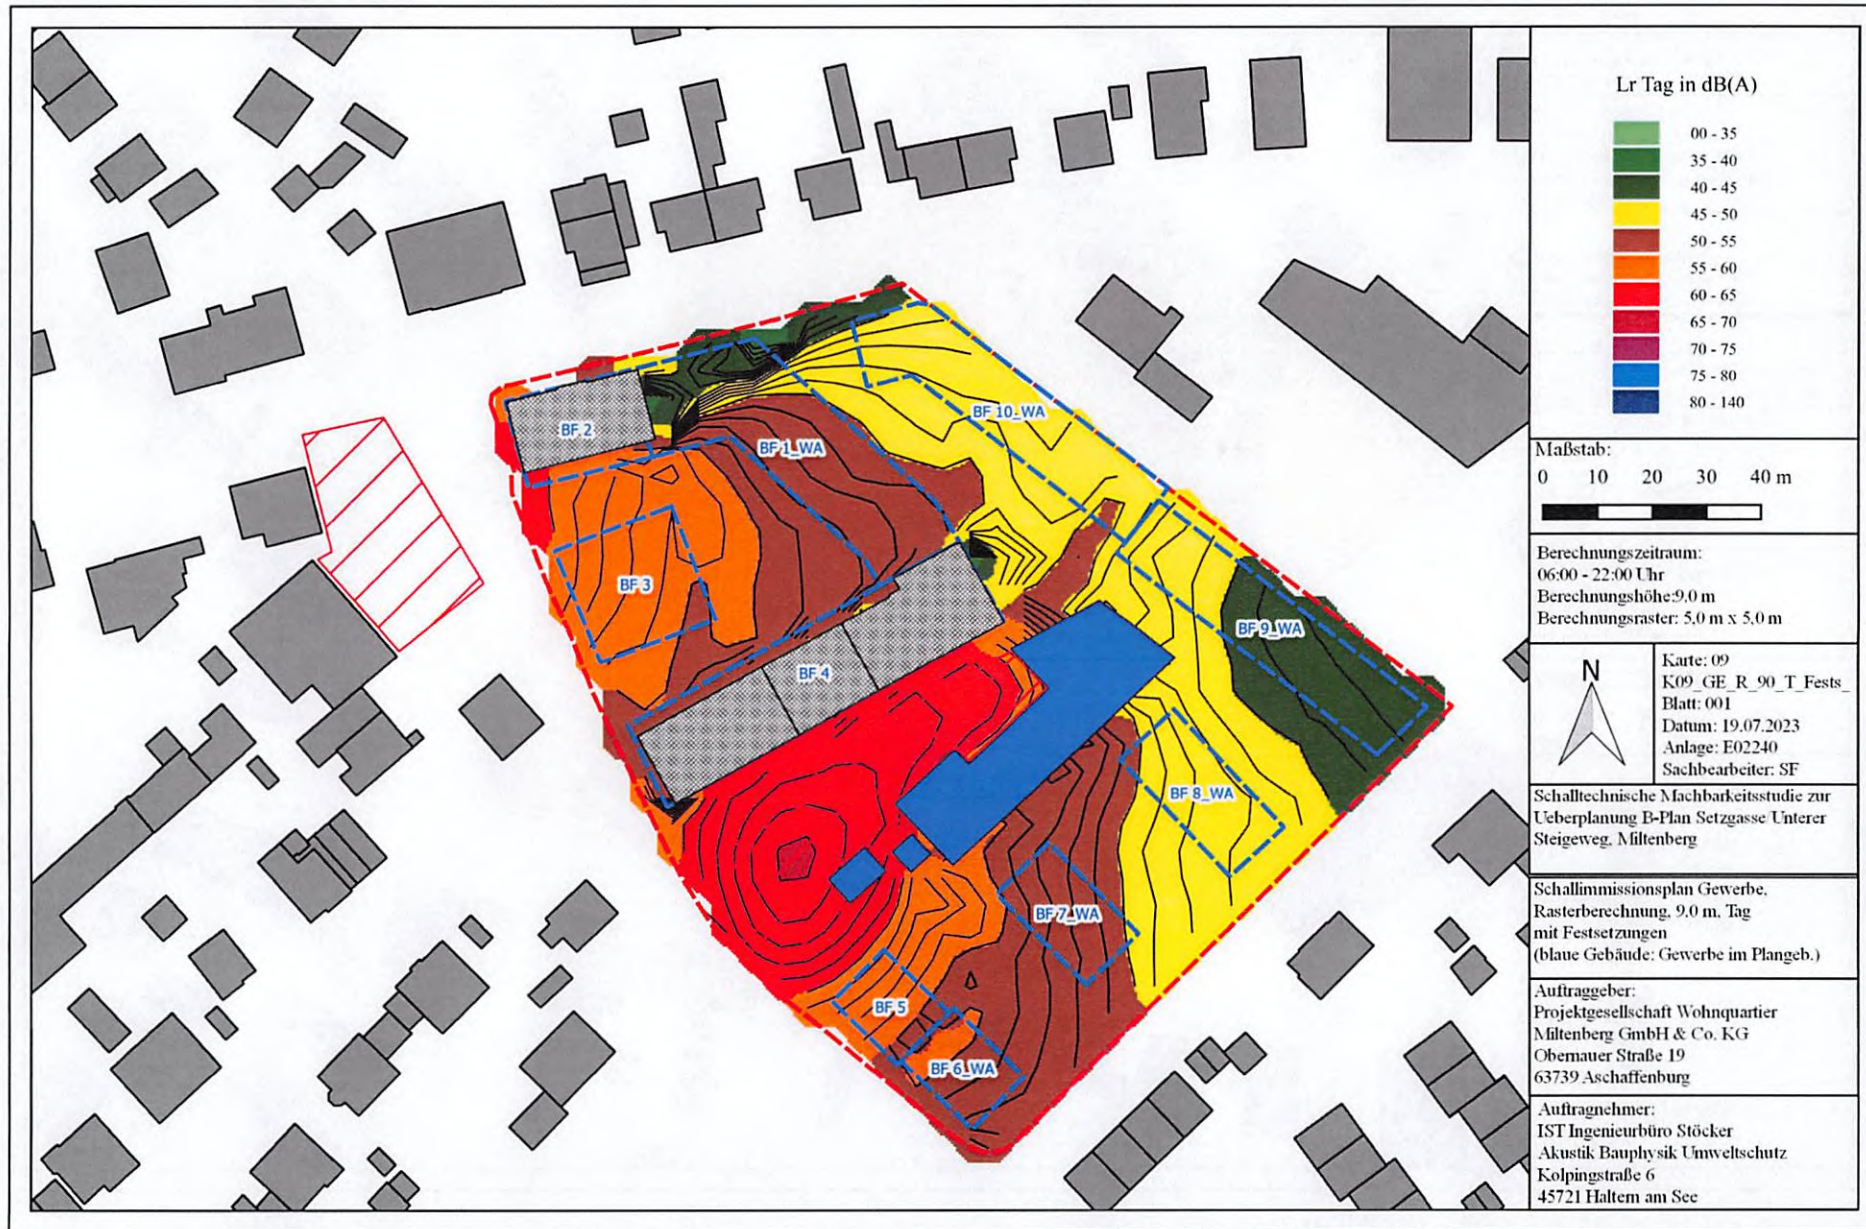 Lr Tag in dB(A)
00 - 35
35 - 40
40 - 45
45 - 50
50 - 55
55 - 60
60 - 65
65 - 70
70 - 75
75 - 80
80 - 140
Maßstab:
0 10 20 30 40 m
Berechnungszeitraum:
06:00 - 22:00 Uhr
Berechnungshöhe:9,0 m
Berechnungsraster: 5,0 m x 5,0 m
N
Karte: 09
K09_GE_R_90_T_Fests_
Blatt: 001
Datum: 19.07.2023
Anlage: E02240
Sachbearbeiter: SF
Schalltechnische Machbarkeitsstudie zur
Ueberplanung B-Plan Setzgasse/Unterer
Steigeweg, Miltenberg
Schallimmissionsplan Gewerbe,
Rasterberechnung, 9,0 m, Tag
mit Festsetzungen
(blaue Gebäude: Gewerbe im Plangeb.)
Auftraggeber:
Projektgesellschaft Wohnquartier
Miltenberg GmbH & Co. KG
Obernauer Straße 19
63739 Aschaffenburg
Auftragnehmer:
IST Ingenieurbüro Stöcker
Akustik Bauphysik Umweltschutz
Kolpingstraße 6
45721 Haltern am See
BF 10_WA
BF 2
BF 1_WA
BF 3
BF 9_WA
BF 4
BF 8_WA
BF 7_WA
BF 5
BF 6_WA